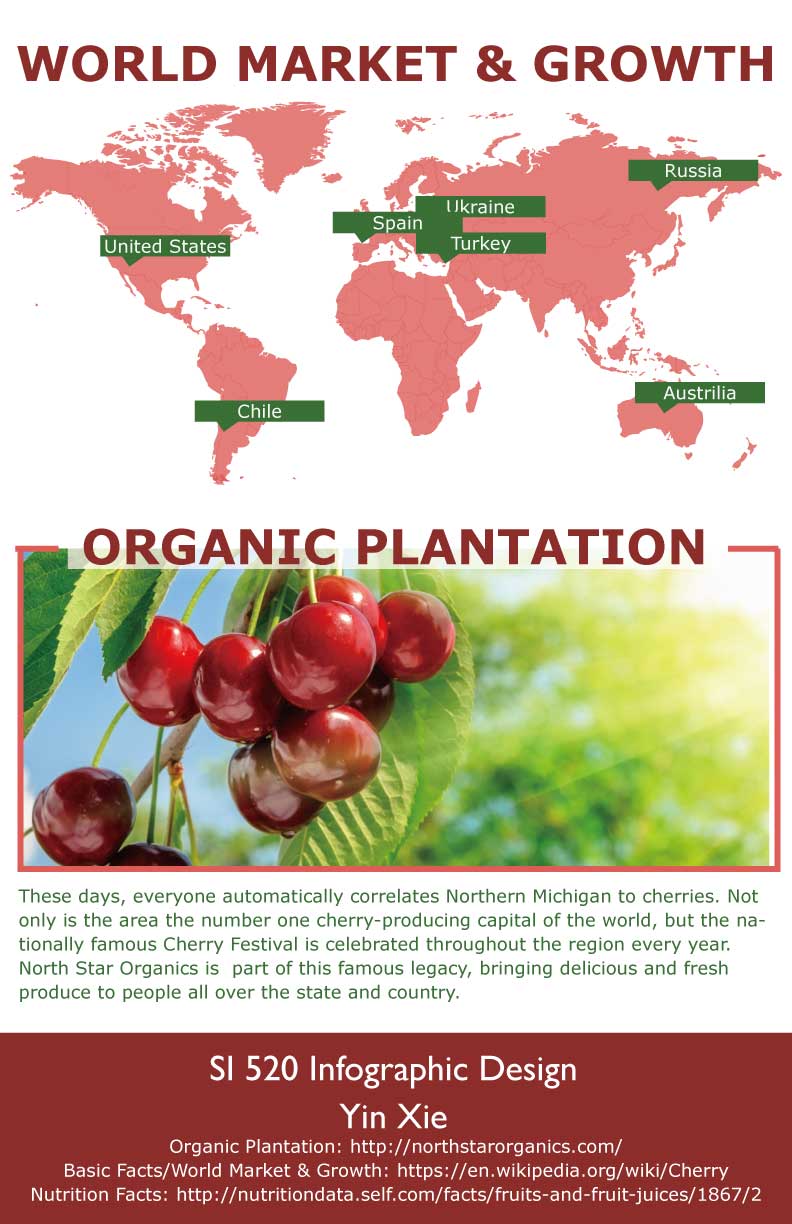 WORLD MARKET & GROWTH
Russia
Ukraine
Spain
Turkey
United States
Austrilia
Chile
ORGANIC PLANTATION
These days, everyone automatically correlates Northern Michigan to cherries. Not
only is the area the number one cherry-producing capital of the world, but the na-
tionally famous Cherry Festival is celebrated throughout the region every year.
North Star Organics is  part of this famous legacy, bringing delicious and fresh
produce to people all over the state and country.
SI 520 Infographic Design
Yin Xie
Organic Plantation: http://northstarorganics.com/
Basic Facts/World Market & Growth: https://en.wikipedia.org/wiki/Cherry
Nutrition Facts: http://nutritiondata.self.com/facts/fruits-and-fruit-juices/1867/2